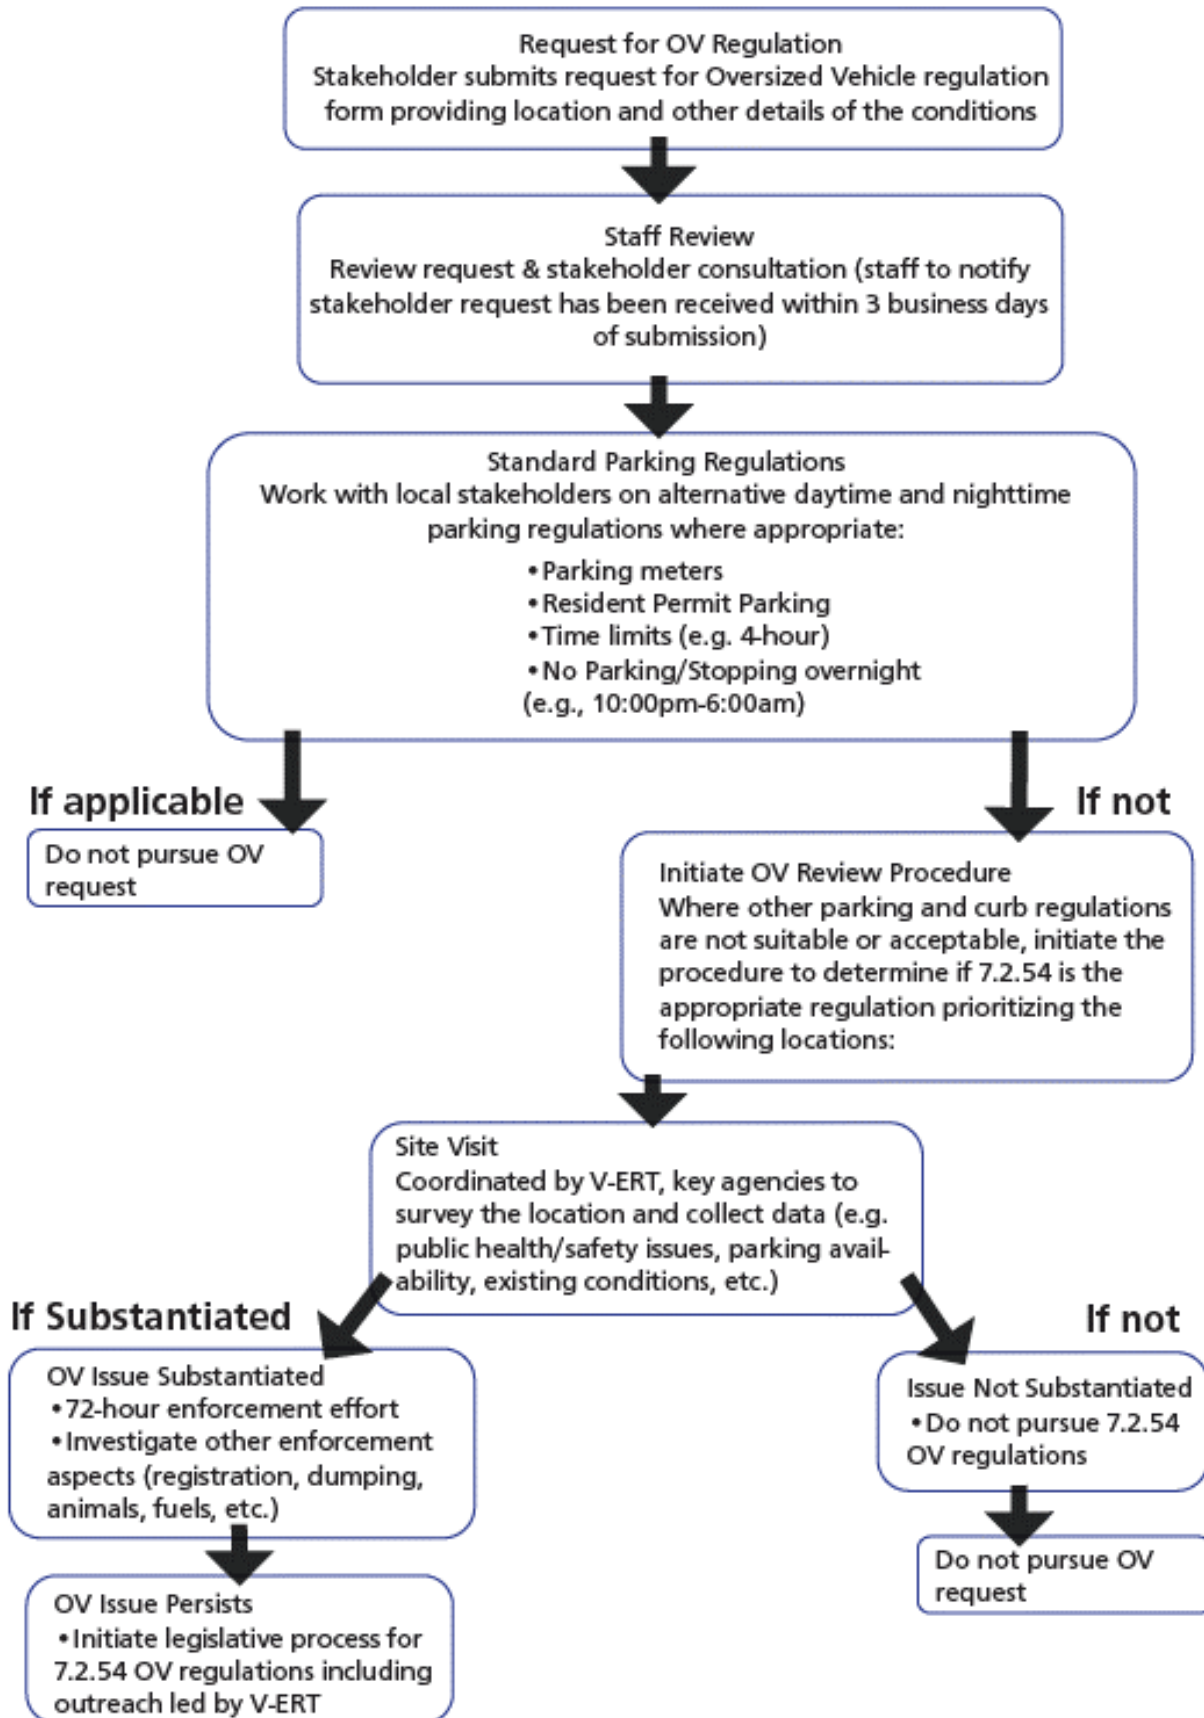 Request for OV Regulation
Stakeholder submits request for Oversized Vehicle regulation
form providing location and other details of the conditions
Staff Review
Review request & stakeholder consultation (staff to notify
stakeholder request has been received within 3 business days
of submission)
Standard Parking Regulations
Work with local stakeholders on alternative daytime and nighttime
parking regulations where appropriate:
•Parking meters
•Resident Permit Parking
•Time limits (e.g. 4-hour)
•No Parking/Stopping overnight
(e.g., 10:00pm-6:00am)
If applicable
Do not pursue OV
request
If not
Initiate OV Review Procedure
Where other parking and curb regulations
are not suitable or acceptable, initiate the
procedure to determine if 7.2.54 is the
appropriate regulation prioritizing the
following locations:
Site Visit
Coordinated by V-ERT, key agencies to
survey the location and collect data (e.g.
public health/safety issues, parking avail-
ability, existing conditions, etc.)
If Substantiated
OV Issue Substantiated
•72-hour enforcement effort
•Investigate other enforcement
aspects (registration, dumping,
animals, fuels, etc.)
OV Issue Persists
•Initiate legislative process for
7.2.54 OV regulations including
outreach led by V-ERT
If not
Issue Not Substantiated
•Do not pursue 7.2.54
OV regulations
Do not pursue OV
request